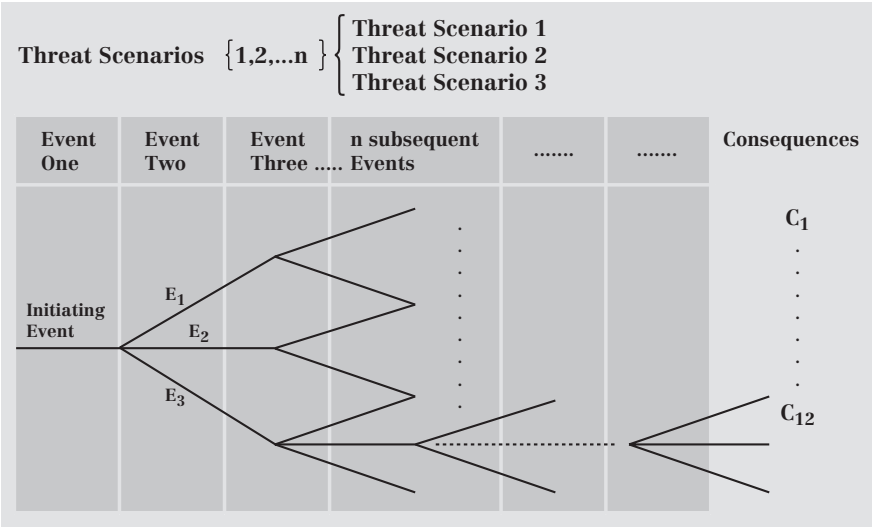 Threat Scenario 1
Threat Scenarios {1,2,...n } Threat Scenario 2
Threat Scenario 3
Event One
Event Two
Event Three ..... n subsequent Events
.......
.......
Consequences
C1
Initiating Event
E1
E2
E3
C12